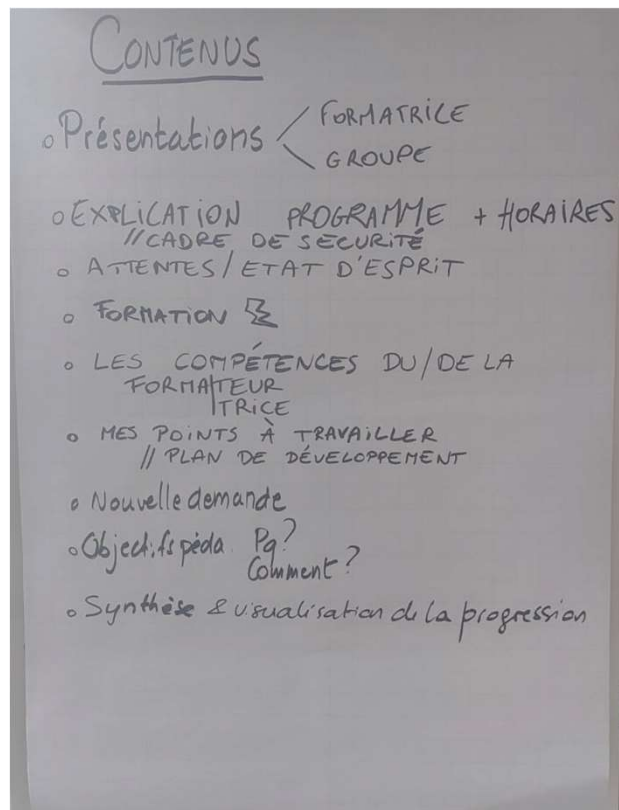 CONTENUS
Présentations
FORMATRICE
GROUPE
EXPLICATION PROGRAMME + HORAIRES
// CADRE DE SECURITÉ
ATTENTES / ETAT D'ESPRIT
FORMATION
LES COMPÉTENCES DU/DE LA
FORMATEUR
TRICE
MES POINTS À TRAVAILLER
// PLAN DE DÉVELOPPEMENT
Nouvelle demande
Objectifs péda. Pq?
Comment?
Synthèse & visualisation de la progression